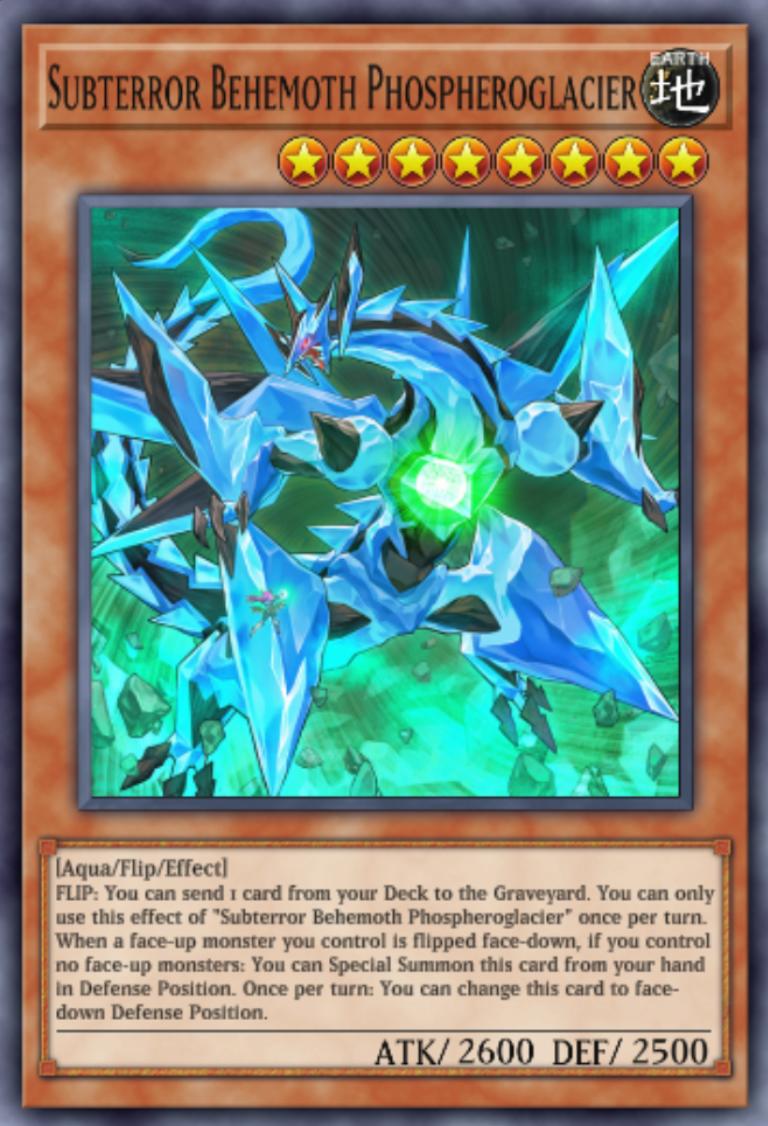 SUBTERROR BEHEMOTH PHOSPHEROGLACIER
EARTH
地
[Aqua/Flip/Effect]
FLIP: You can send 1 card from your Deck to the Graveyard. You can only
use this effect of "Subterror Behemoth Phospheroglacier" once per turn.
When a face-up monster you control is flipped face-down, if you control
no face-up monsters: You can Special Summon this card from your hand
in Defense Position. Once per turn: You can change this card to face-
down Defense Position.
ATK/ 2600 DEF/ 2500